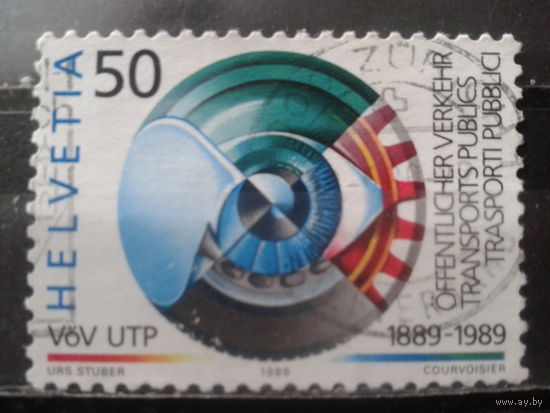 HELVETIA
50
ÖFFENTLICHER VERKEHR
TRANSPORTS PUBLICS
TRASPORTI PUBBLICI
VöV UTP
1889-1989
URS STUBER
1989
COURVOISIER
www.ay.by